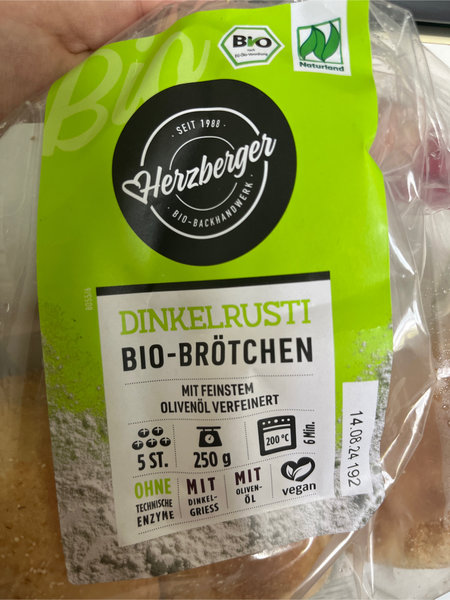 Bio
BIO
nach
EG-Öko-Verordnung
Naturland
SEIT 1988
Herzberger
BIO-BACKHANDWERK
DINKELRUSTI
BIO-BRÖTCHEN
MIT FEINSTEM
OLIVENÖL VERFEINERT
5 ST.
250 g
200 °C
6 Min.
OHNE
TECHNISCHE
ENZYME
MIT
DINKEL-
GRIESS
MIT
OLIVEN-
ÖL
vegan
14.08.24 192